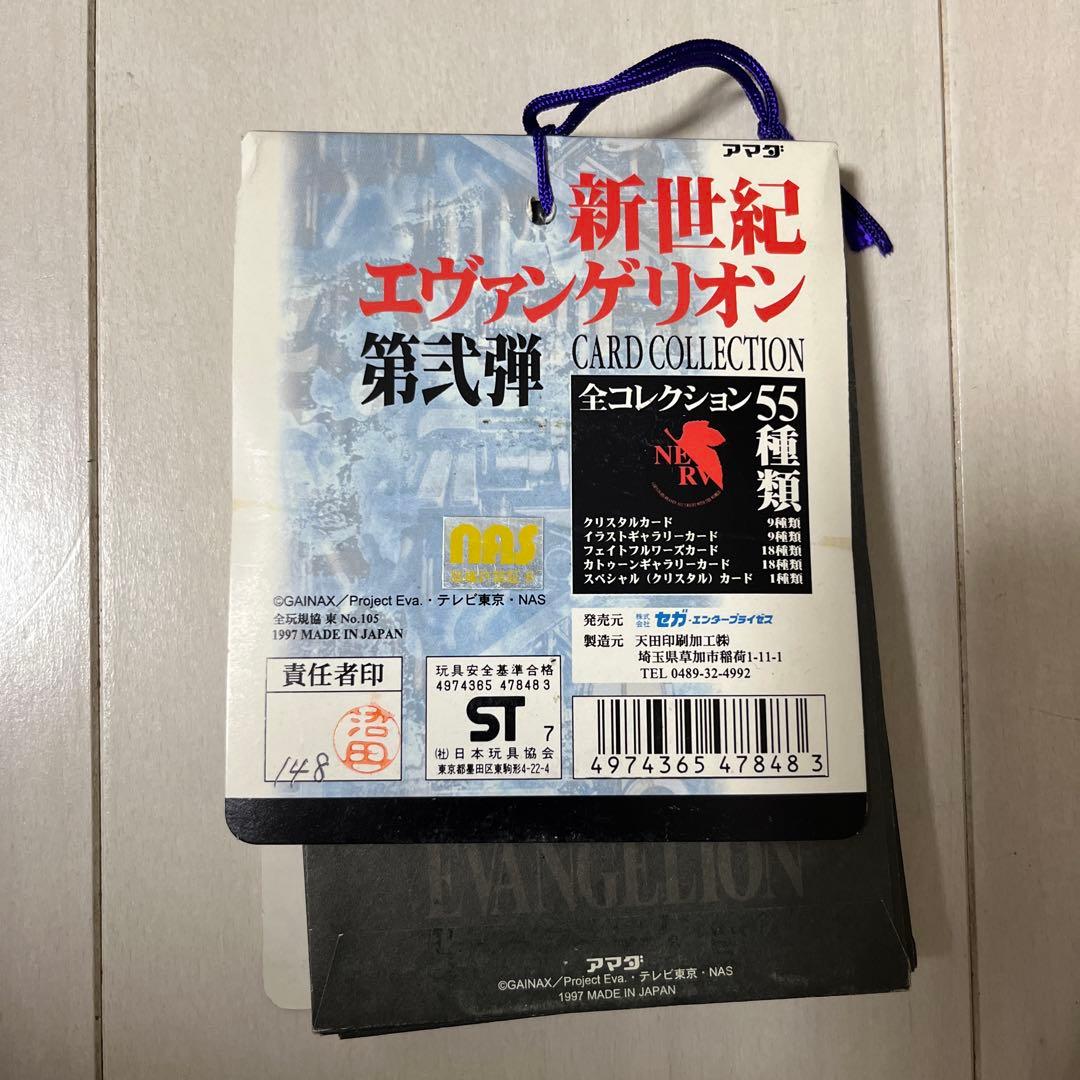 アマダ
新世紀
エヴァンゲリオン
第弐弾
CARD COLLECTION
全コレクション55種類
NERV
クリスタルカード 9種類
イラストギャラリーカード 9種類
フェイトフルワーズカード 18種類
カトゥーンギャラリーカード 18種類
スペシャル(クリスタル)カード 1種類
nas
©GAINAX/Project Eva.・テレビ東京・NAS
全玩規協 東 No.105
1997 MADE IN JAPAN
発売元 株式会社 セガ・エンタープライゼス
製造元 天田印刷加工㈱
埼玉県草加市稲荷1-11-1
TEL 0489-32-4992
責任者印
沼田
148
玩具安全基準合格
4974365 478483
ST 7
(社)日本玩具協会
東京都墨田区東駒形4-22-4
4974365 478483
EVANGELION
アマダ
©GAINAX/Project Eva.・テレビ東京・NAS
1997 MADE IN JAPAN